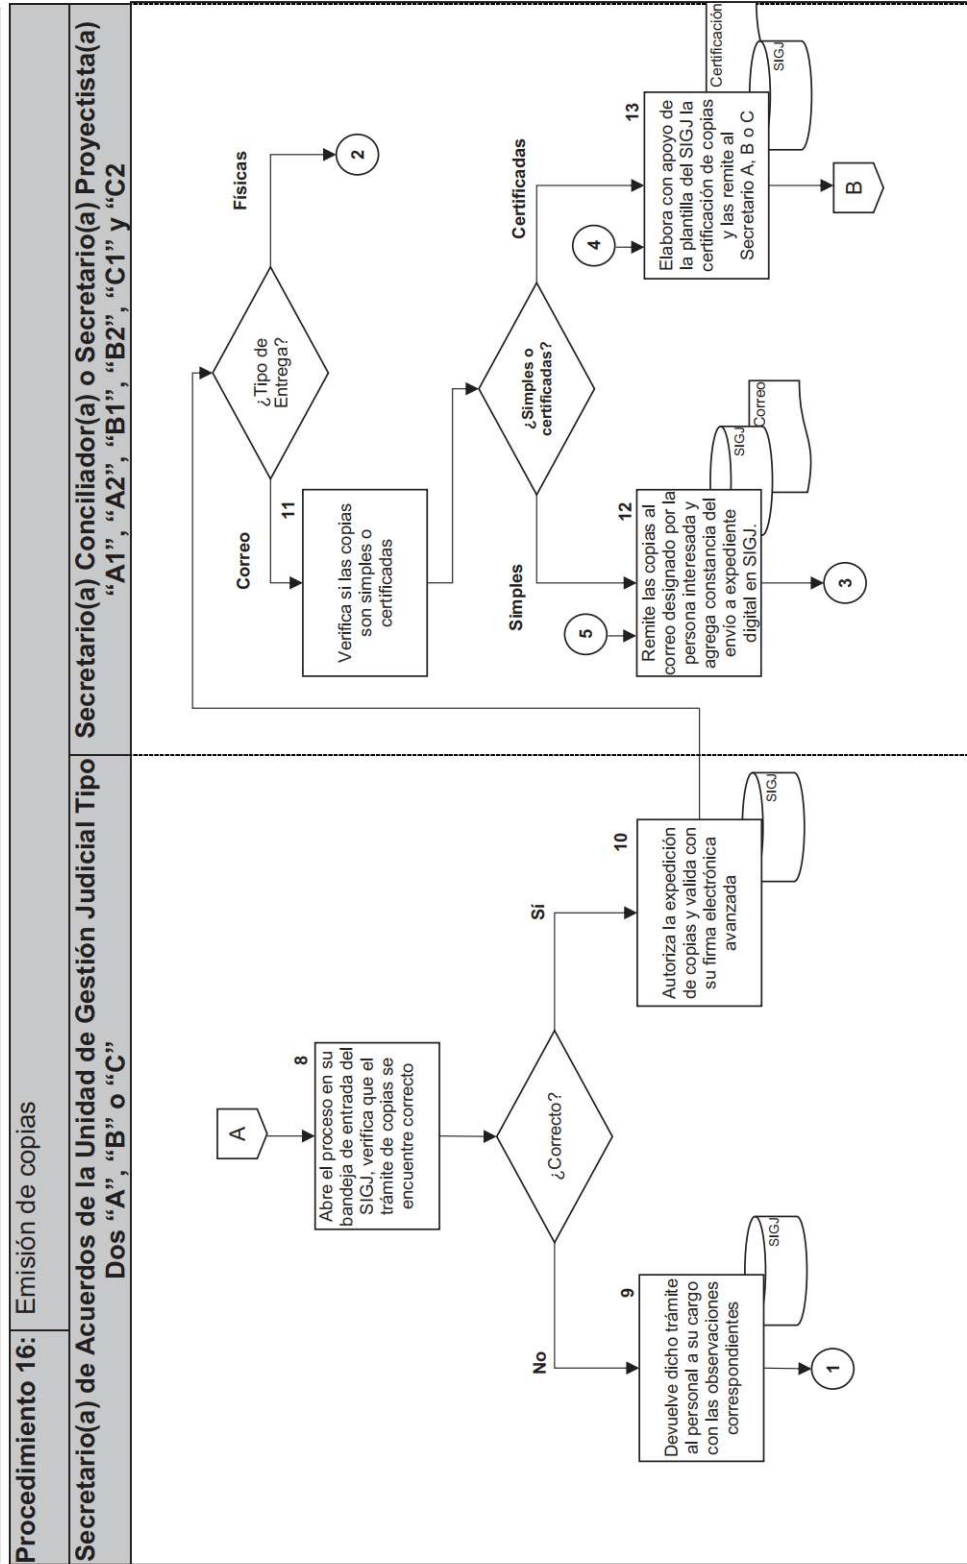 Procedimiento 16: Emisión de copias
Secretario(a) de Acuerdos de la Unidad de Gestión Judicial Tipo
Dos “A”, “B” o “C”
Secretario(a) Conciliador(a) o Secretario(a) Proyectista(a)
“A1”, “A2”, “B1”, “B2”, “C1” y “C2
A
8
Abre el proceso en su
bandeja de entrada del
SIGJ, verifica que el
trámite de copias se
encuentre correcto
¿Correcto?
No
Sí
9
Devuelve dicho trámite
al personal a su cargo
con las observaciones
correspondientes
SIGJ
1
10
Autoriza la expedición
de copias y valida con
su firma electrónica
avanzada
SIGJ
¿Tipo de
Entrega?
Correo
Físicas
2
11
Verifica si las copias
son simples o
certificadas
¿Simples o
certificadas?
Simples
Certificadas
5
12
Remite las copias al
correo designado por la
persona interesada y
agrega constancia del
envío a expediente
digital en SIGJ.
SIGJ
Correo
3
4
13
Elabora con apoyo de
la plantilla del SIGJ la
certificación de copias
y las remite al
Secretario A, B o C
Certificación
SIGJ
B